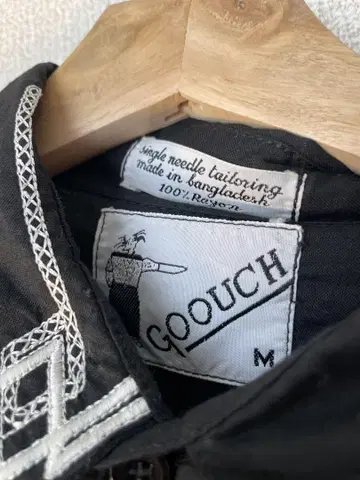 single needle tailoring
made in bangladesh
100% Rayon
GOOUCH
M